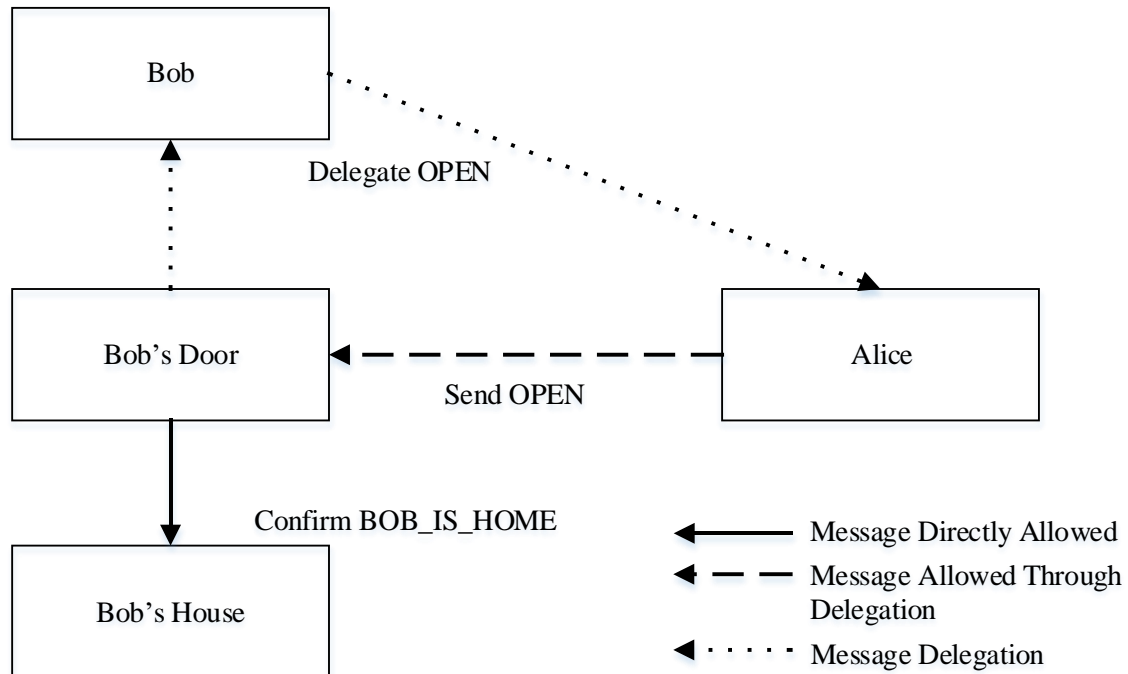 Bob
Delegate OPEN
Bob's Door
Alice
Send OPEN
Confirm BOB_IS_HOME
Bob's House
Message Directly Allowed
Message Allowed Through
Delegation
Message Delegation